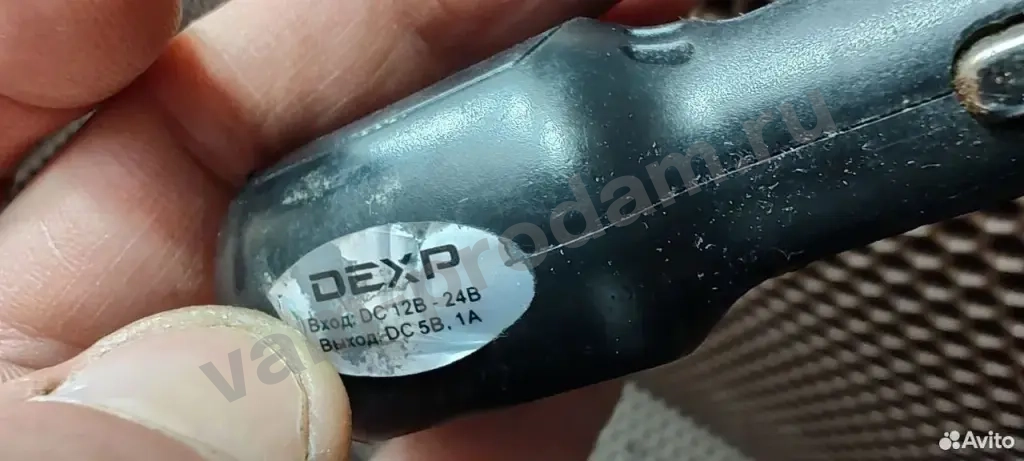 DEXP
Вход: DC 12В - 24В
Выход: DC 5В, 1А
Avito